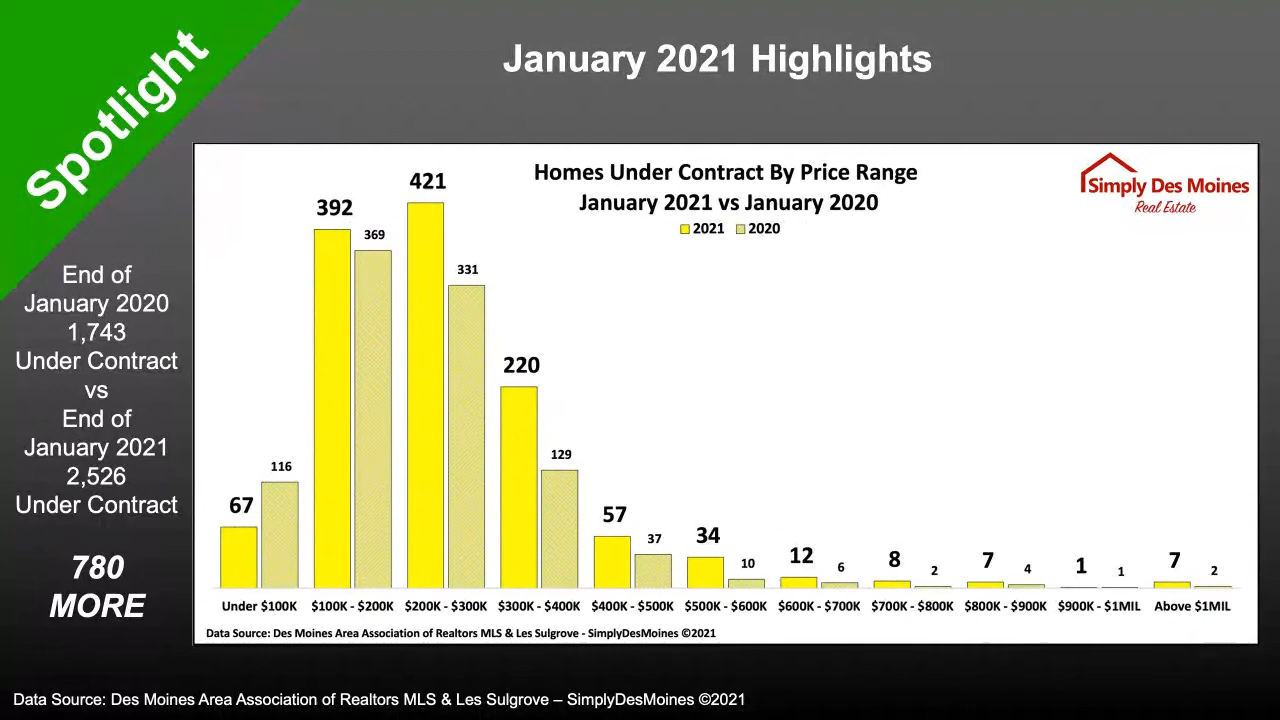 Spotlight
January 2021 Highlights
End of
January 2020
1,743
Under Contract
vs
End of
January 2021
2,526
Under Contract
780
MORE
Homes Under Contract By Price Range
January 2021 vs January 2020
2021 2020
Simply Des Moines
Real Estate
67 116
392 369
421 331
220 129
57 37
34 10
12 6
8 2
7 4
1 1
7 2
Under $100K $100K - $200K $200K - $300K $300K - $400K $400K - $500K $500K - $600K $600K - $700K $700K - $800K $800K - $900K $900K - $1MIL Above $1MIL
Data Source: Des Moines Area Association of Realtors MLS & Les Sulgrove - SimplyDesMoines ©2021
Data Source: Des Moines Area Association of Realtors MLS & Les Sulgrove – SimplyDesMoines ©2021